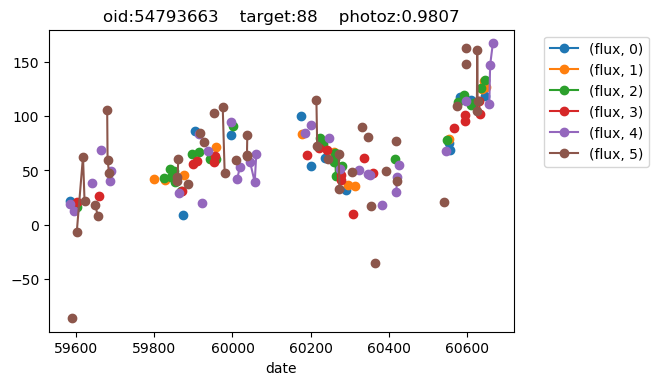 oid:54793663    target:88    photoz:0.9807
(flux, 0)
(flux, 1)
(flux, 2)
(flux, 3)
(flux, 4)
(flux, 5)
150
100
50
0
−50
59600 59800 60000 60200 60400 60600
date